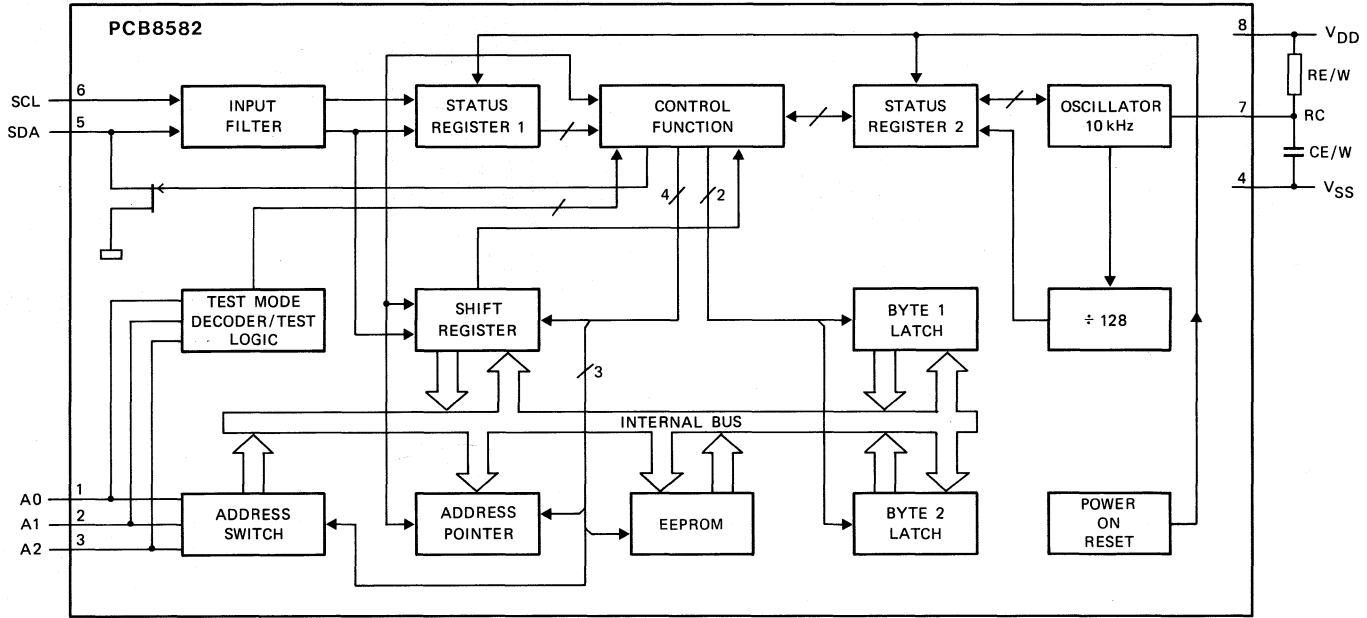 PCB8582
8
VDD
RE/W
SCL
6
INPUT
FILTER
STATUS
REGISTER 1
CONTROL
FUNCTION
STATUS
REGISTER 2
OSCILLATOR
10 kHz
7
RC
SDA
5
CE/W
4
VSS
4
2
TEST MODE
DECODER/TEST
LOGIC
SHIFT
REGISTER
BYTE 1
LATCH
÷ 128
3
INTERNAL BUS
A0
1
A1
2
A2
3
ADDRESS
SWITCH
ADDRESS
POINTER
EEPROM
BYTE 2
LATCH
POWER
ON
RESET